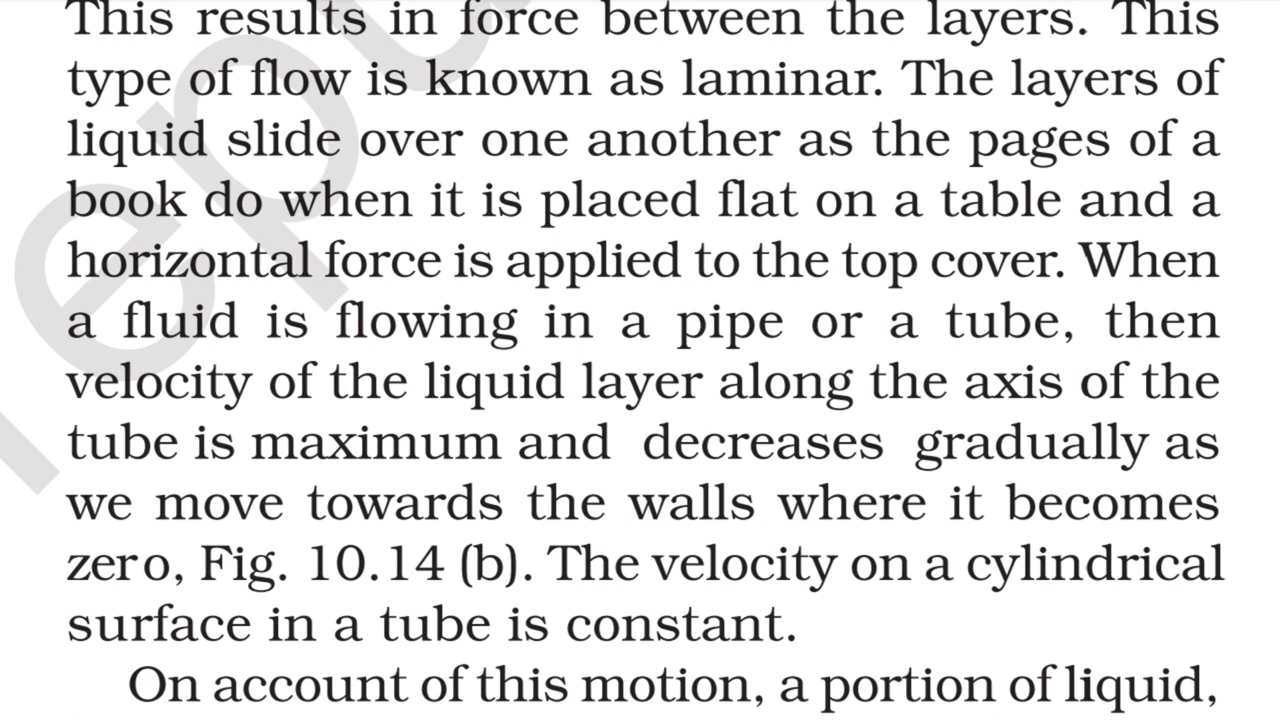 This results in force between the layers. This
type of flow is known as laminar. The layers of
liquid slide over one another as the pages of a
book do when it is placed flat on a table and a
horizontal force is applied to the top cover. When
a fluid is flowing in a pipe or a tube, then
velocity of the liquid layer along the axis of the
tube is maximum and decreases gradually as
we move towards the walls where it becomes
zero, Fig. 10.14 (b). The velocity on a cylindrical
surface in a tube is constant.
On account of this motion, a portion of liquid,